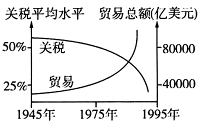 关税平均水平 贸易总额(亿美元)
50% 关税 80000
25% 贸易 40000
1945年 1975年 1995年